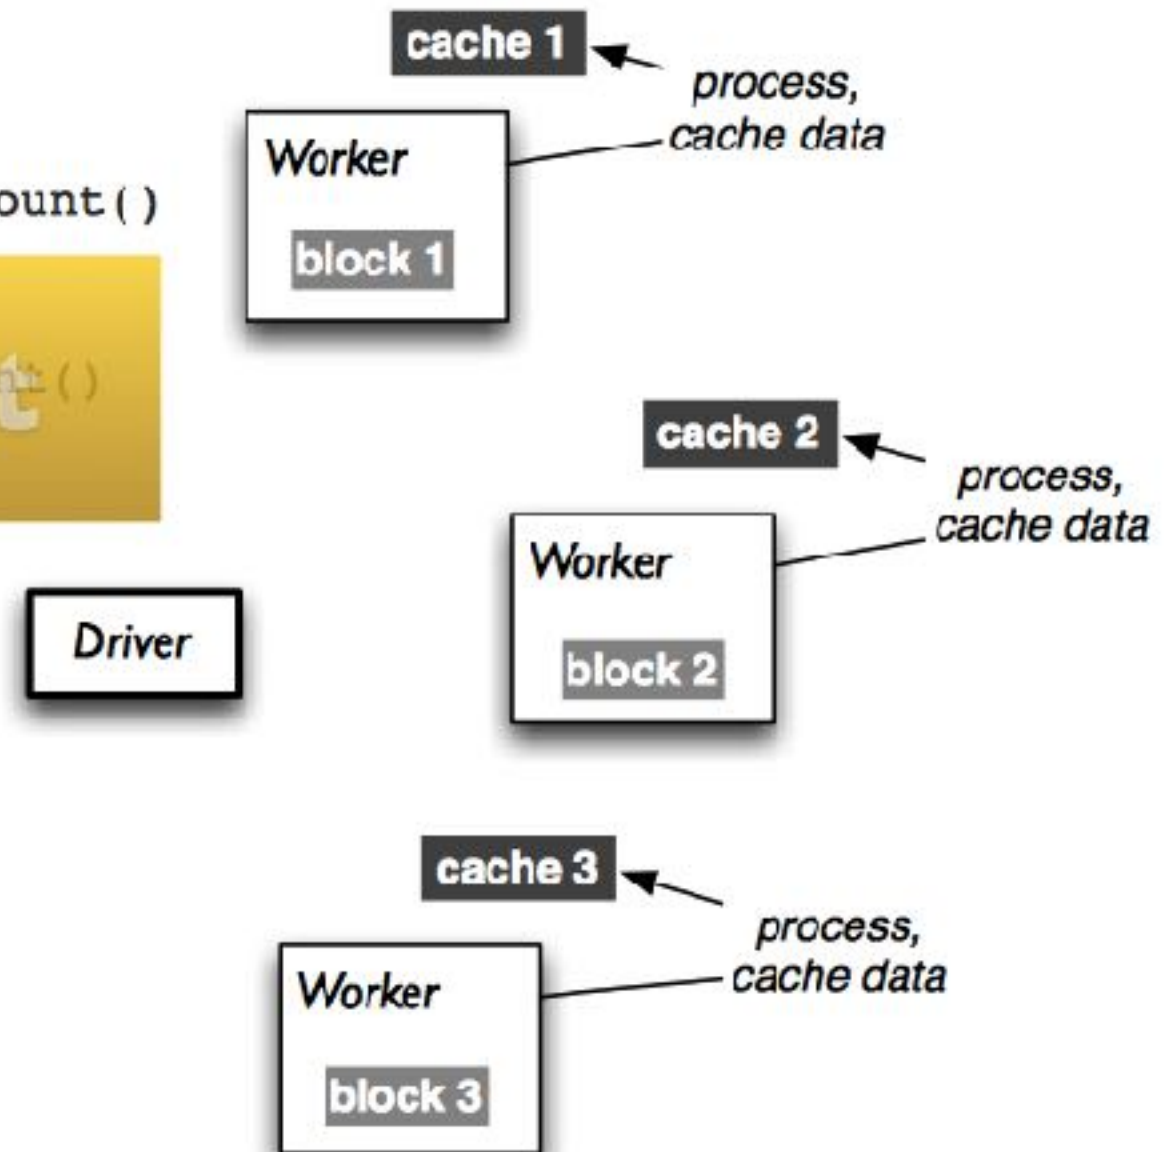 cache 1
process,
cache data
Worker
block 1
ount()
t
()
cache 2
process,
cache data
Worker
block 2
Driver
cache 3
process,
cache data
Worker
block 3